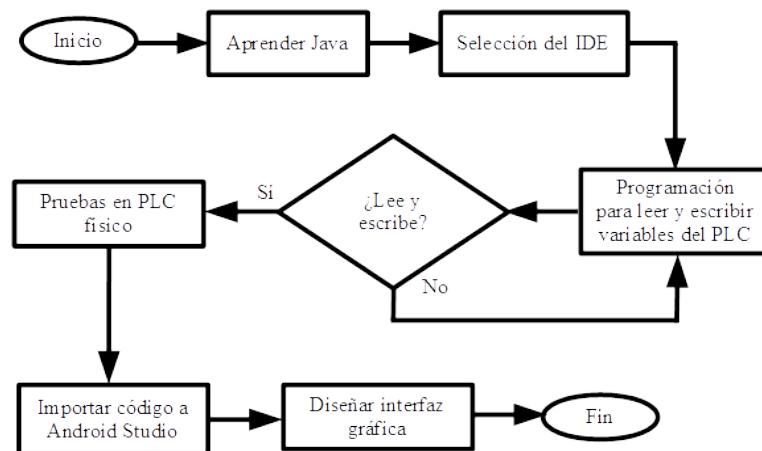 Inicio
Aprender Java
Selección del IDE
Programación
para leer y escribir
variables del PLC
¿Lee y
escribe?
Sí
No
Pruebas en PLC
físico
Importar código a
Android Studio
Diseñar interfaz
gráfica
Fin